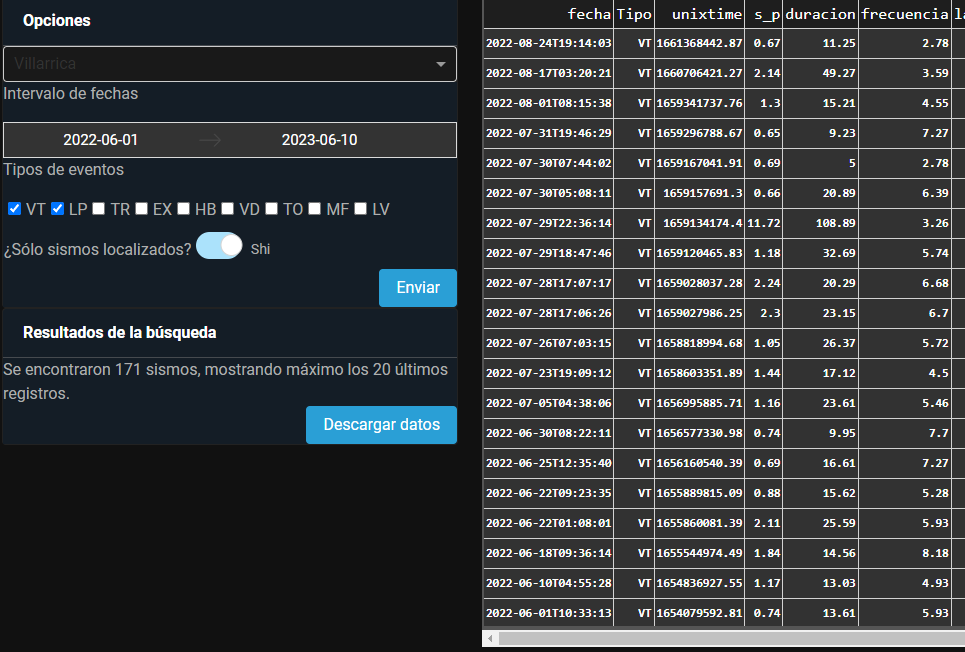 Opciones
Villarrica
Intervalo de fechas
2022-06-01 → 2023-06-10
Tipos de eventos
VT LP TR EX HB VD TO MF LV
¿Sólo sismos localizados? Shi
Enviar
Resultados de la búsqueda
Se encontraron 171 sismos, mostrando máximo los 20 últimos
registros.
Descargar datos
fecha Tipo unixtime s_p duracion frecuencia
2022-08-24T19:14:03 VT 1661368442.87 0.67 11.25 2.78
2022-08-17T03:20:21 VT 1660706421.27 2.14 49.27 3.59
2022-08-01T08:15:38 VT 1659341737.76 1.3 15.21 4.55
2022-07-31T19:46:29 VT 1659296788.67 0.65 9.23 7.27
2022-07-30T07:44:02 VT 1659167041.91 0.69 5 2.78
2022-07-30T05:08:11 VT 1659157691.3 0.66 20.89 6.39
2022-07-29T22:36:14 VT 1659134174.4 11.72 108.89 3.26
2022-07-29T18:47:46 VT 1659120465.83 1.18 32.69 5.74
2022-07-28T17:07:17 VT 1659028037.28 2.24 20.29 6.68
2022-07-28T17:06:26 VT 1659027986.25 2.3 23.15 6.7
2022-07-26T07:03:15 VT 1658818994.68 1.05 26.37 5.72
2022-07-23T19:09:12 VT 1658603351.89 1.44 17.12 4.5
2022-07-05T04:38:06 VT 1656995885.71 1.16 23.61 5.46
2022-06-30T08:22:11 VT 1656577330.98 0.74 9.95 7.7
2022-06-25T12:35:40 VT 1656160540.39 0.69 16.61 7.27
2022-06-22T09:23:35 VT 1655889815.09 0.88 15.62 5.28
2022-06-22T01:08:01 VT 1655860081.39 2.11 25.59 5.93
2022-06-18T09:36:14 VT 1655544974.49 1.84 14.56 8.18
2022-06-10T04:55:28 VT 1654836927.55 1.17 13.03 4.93
2022-06-01T10:33:13 VT 1654079592.81 0.74 13.61 5.93